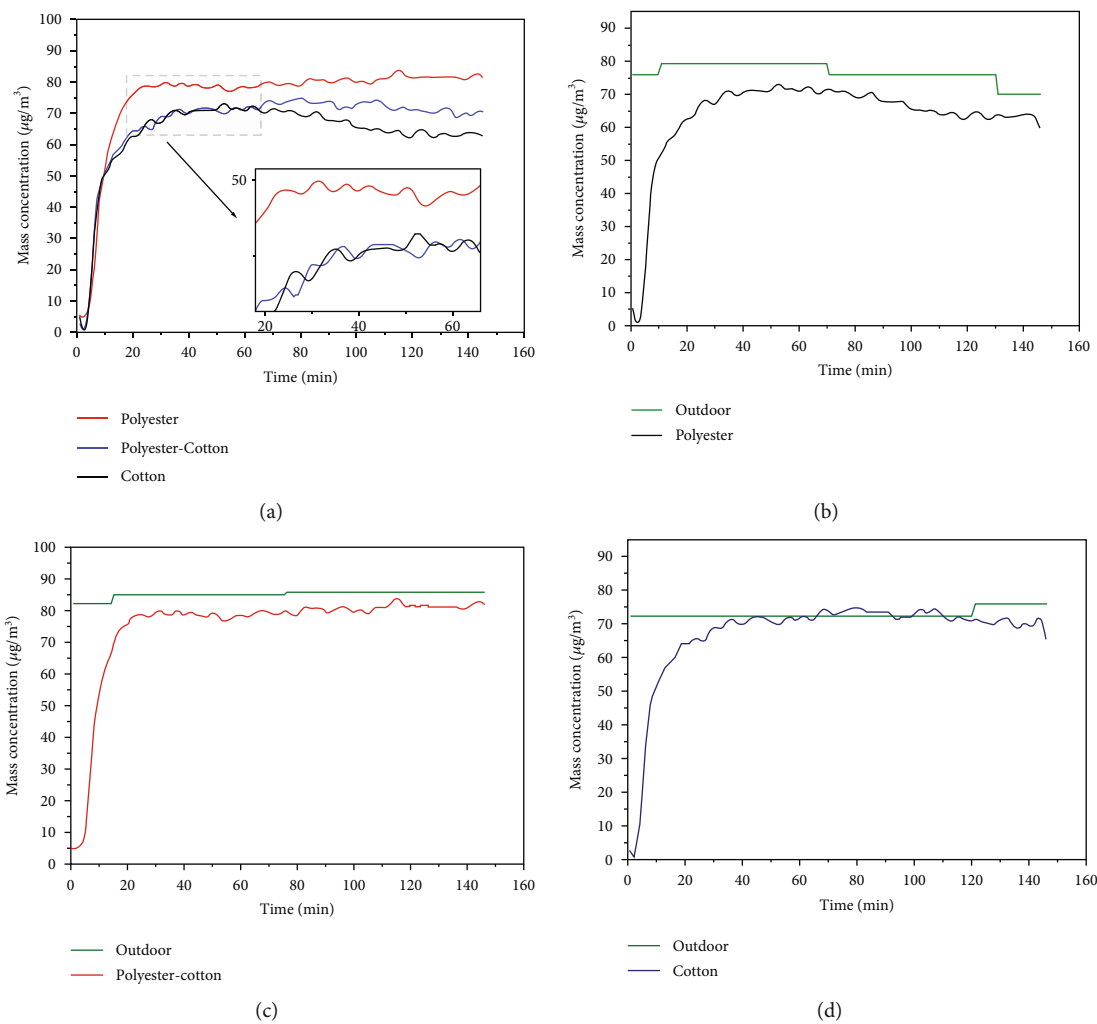 100
90
80
70
60
50
40
30
20
10
0
Mass concentration (µg/m³)
50
20 40 60
0 20 40 60 80 100 120 140 160
Time (min)
Polyester
Polyester-Cotton
Cotton
(a)
90
80
70
60
50
40
30
20
10
0
Mass concentration (µg/m³)
0 20 40 60 80 100 120 140 160
Time (min)
Outdoor
Polyester
(b)
100
90
80
70
60
50
40
30
20
10
0
Mass concentration (µg/m³)
0 20 40 60 80 100 120 140 160
Time (min)
Outdoor
Polyester-cotton
(c)
90
80
70
60
50
40
30
20
10
0
Mass concentration (µg/m³)
0 20 40 60 80 100 120 140 160
Time (min)
Outdoor
Cotton
(d)